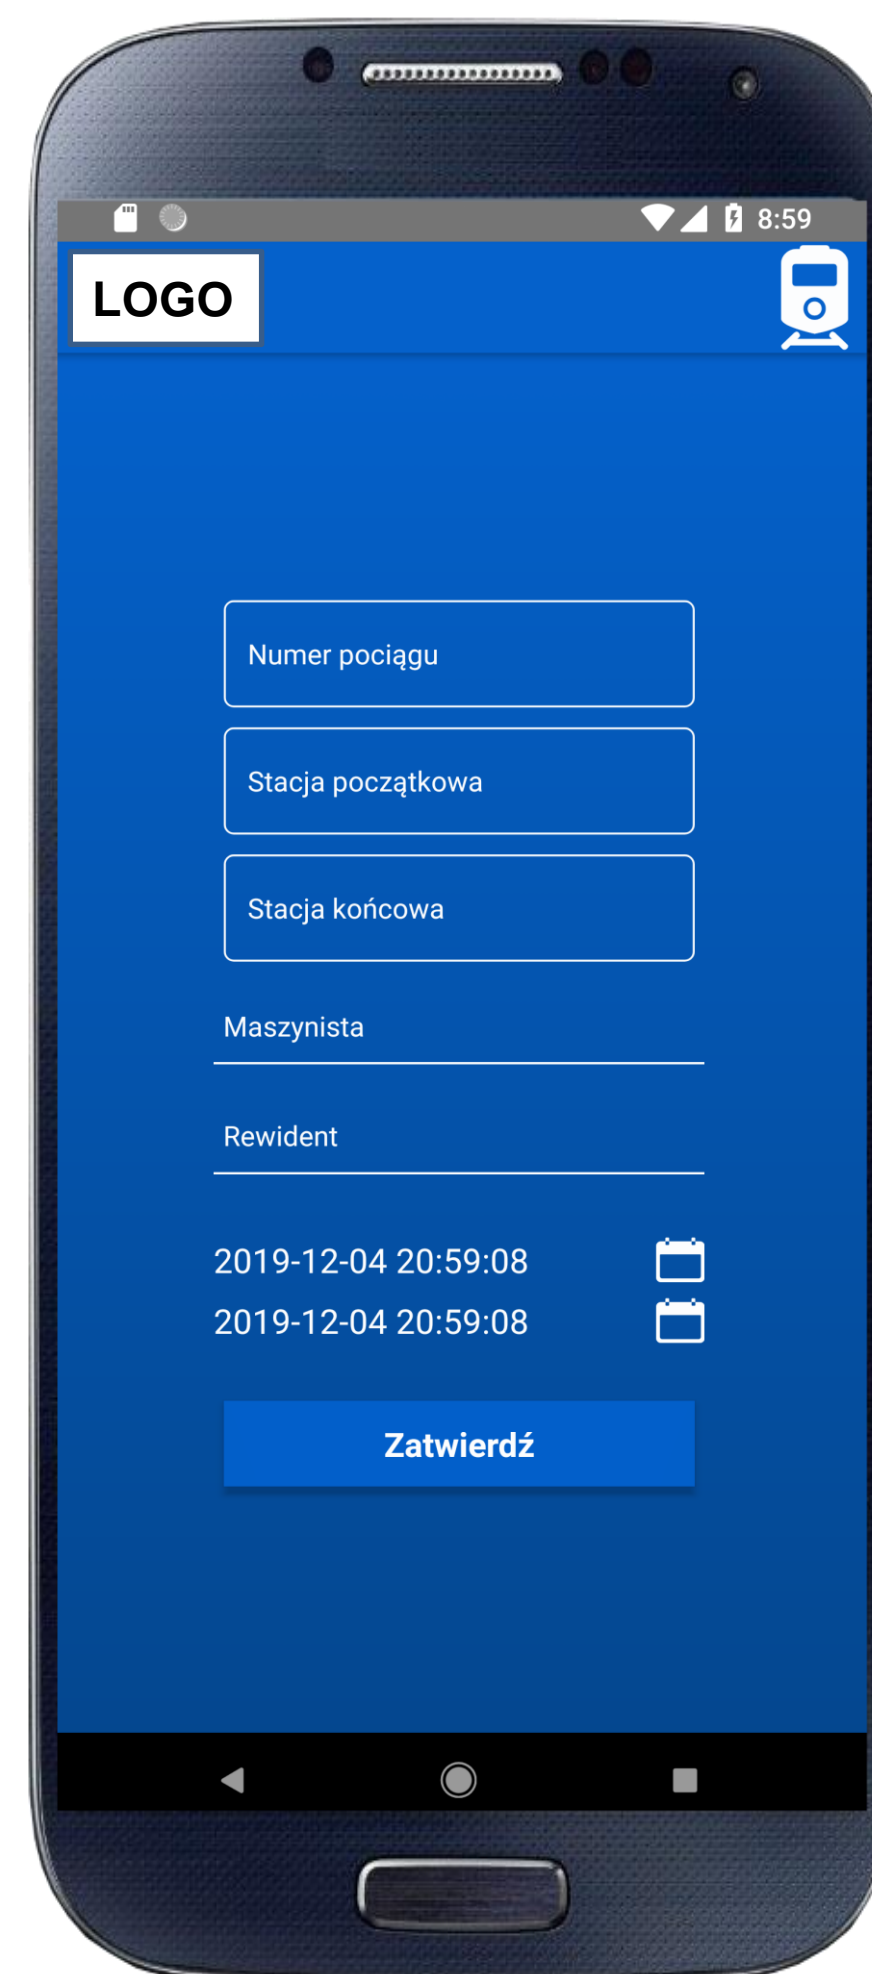 8:59
LOGO
Numer pociągu
Stacja początkowa
Stacja końcowa
Maszynista
Rewident
2019-12-04 20:59:08
2019-12-04 20:59:08
Zatwierdź